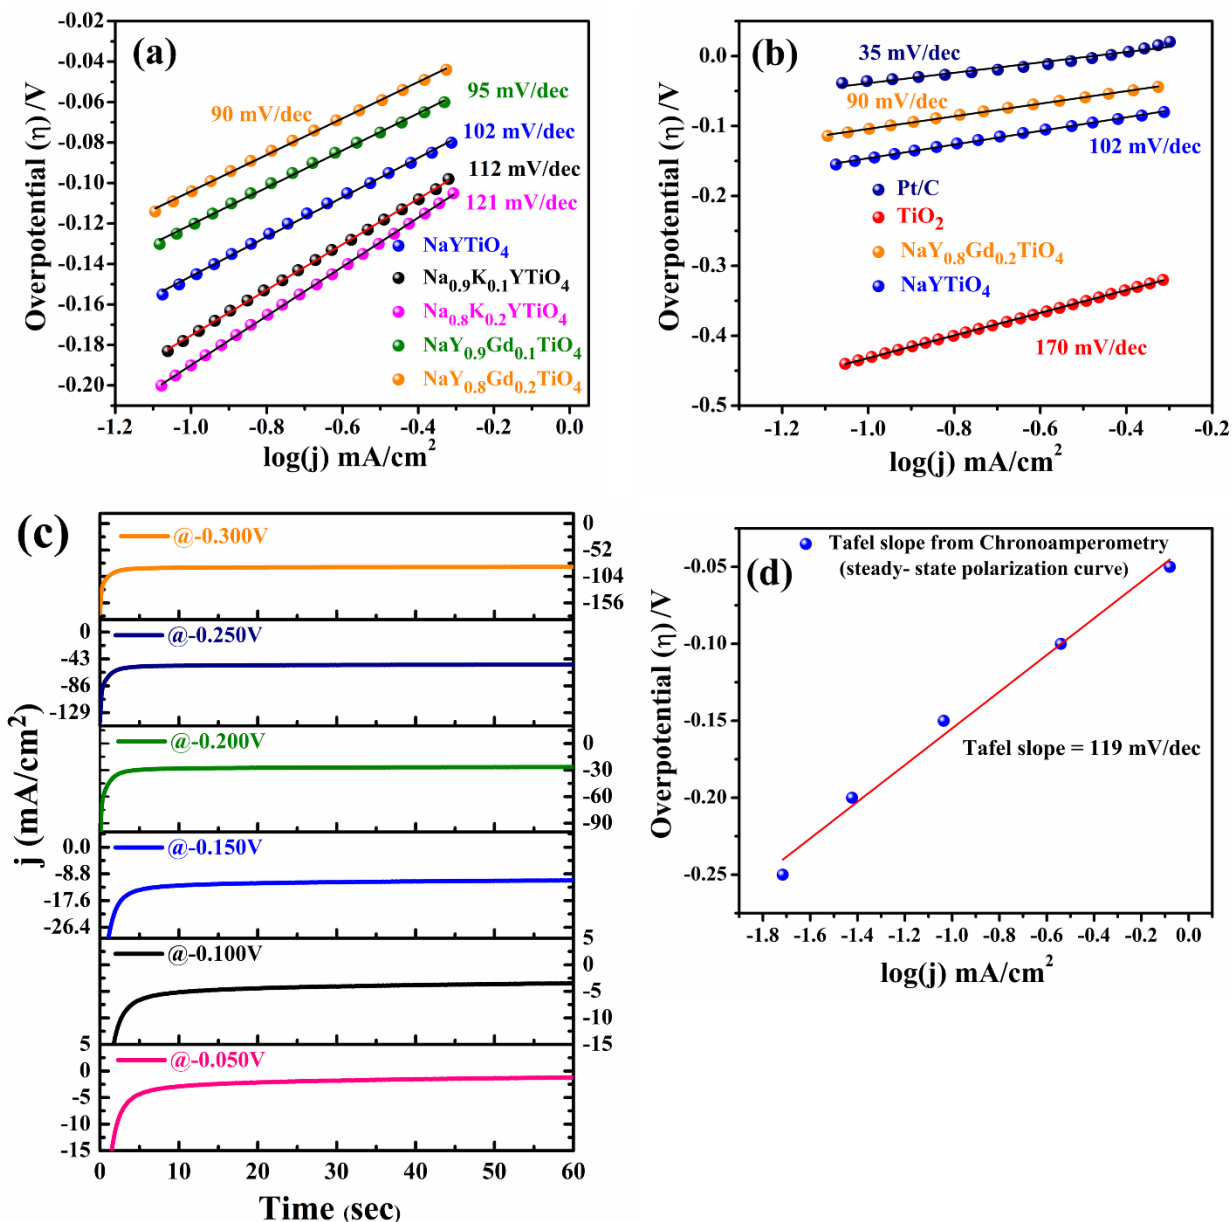 (a)
Overpotential (η) /V
-0.02
-0.04
-0.06
-0.08
-0.10
-0.12
-0.14
-0.16
-0.18
-0.20
90 mV/dec
95 mV/dec
102 mV/dec
112 mV/dec
121 mV/dec
NaYTiO4
Na0.9K0.1YTiO4
Na0.8K0.2YTiO4
NaY0.9Gd0.1TiO4
NaY0.8Gd0.2TiO4
-1.2 -1.0 -0.8 -0.6 -0.4 -0.2 0.0
log(j) mA/cm2
(b)
Overpotential (η) /V
0.0
-0.1
-0.2
-0.3
-0.4
-0.5
35 mV/dec
90 mV/dec
102 mV/dec
Pt/C
TiO2
NaY0.8Gd0.2TiO4
NaYTiO4
170 mV/dec
-1.2 -1.0 -0.8 -0.6 -0.4 -0.2
log(j) mA/cm2
(c)
j (mA/cm2)
@-0.300V
0
-52
-104
-156
@-0.250V
0
-43
-86
-129
@-0.200V
0
-30
-60
-90
@-0.150V
0.0
-8.8
-17.6
-26.4
@-0.100V
5
0
-5
-10
-15
@-0.050V
5
0
-5
-10
-15
0 10 20 30 40 50 60
Time (sec)
(d)
Overpotential (η) /V
-0.05
-0.10
-0.15
-0.20
-0.25
Tafel slope from Chronoamperometry
(steady- state polarization curve)
Tafel slope = 119 mV/dec
-1.8 -1.6 -1.4 -1.2 -1.0 -0.8 -0.6 -0.4 -0.2 0.0
log(j) mA/cm2